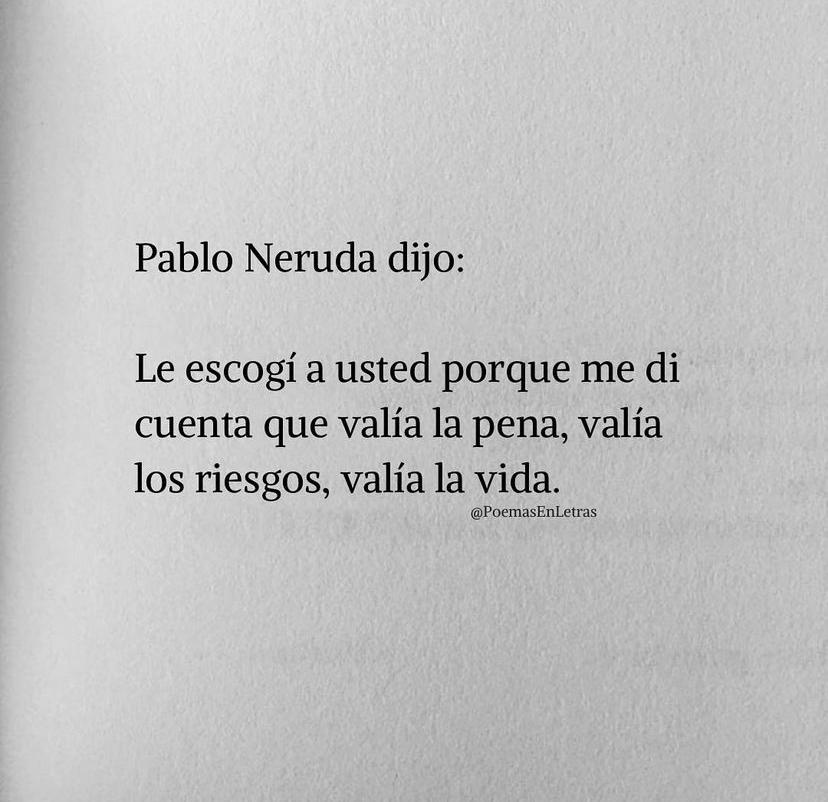 Pablo Neruda dijo:
Le escogí a usted porque me di
cuenta que valía la pena, valía
los riesgos, valía la vida.
@PoemasEnLetras